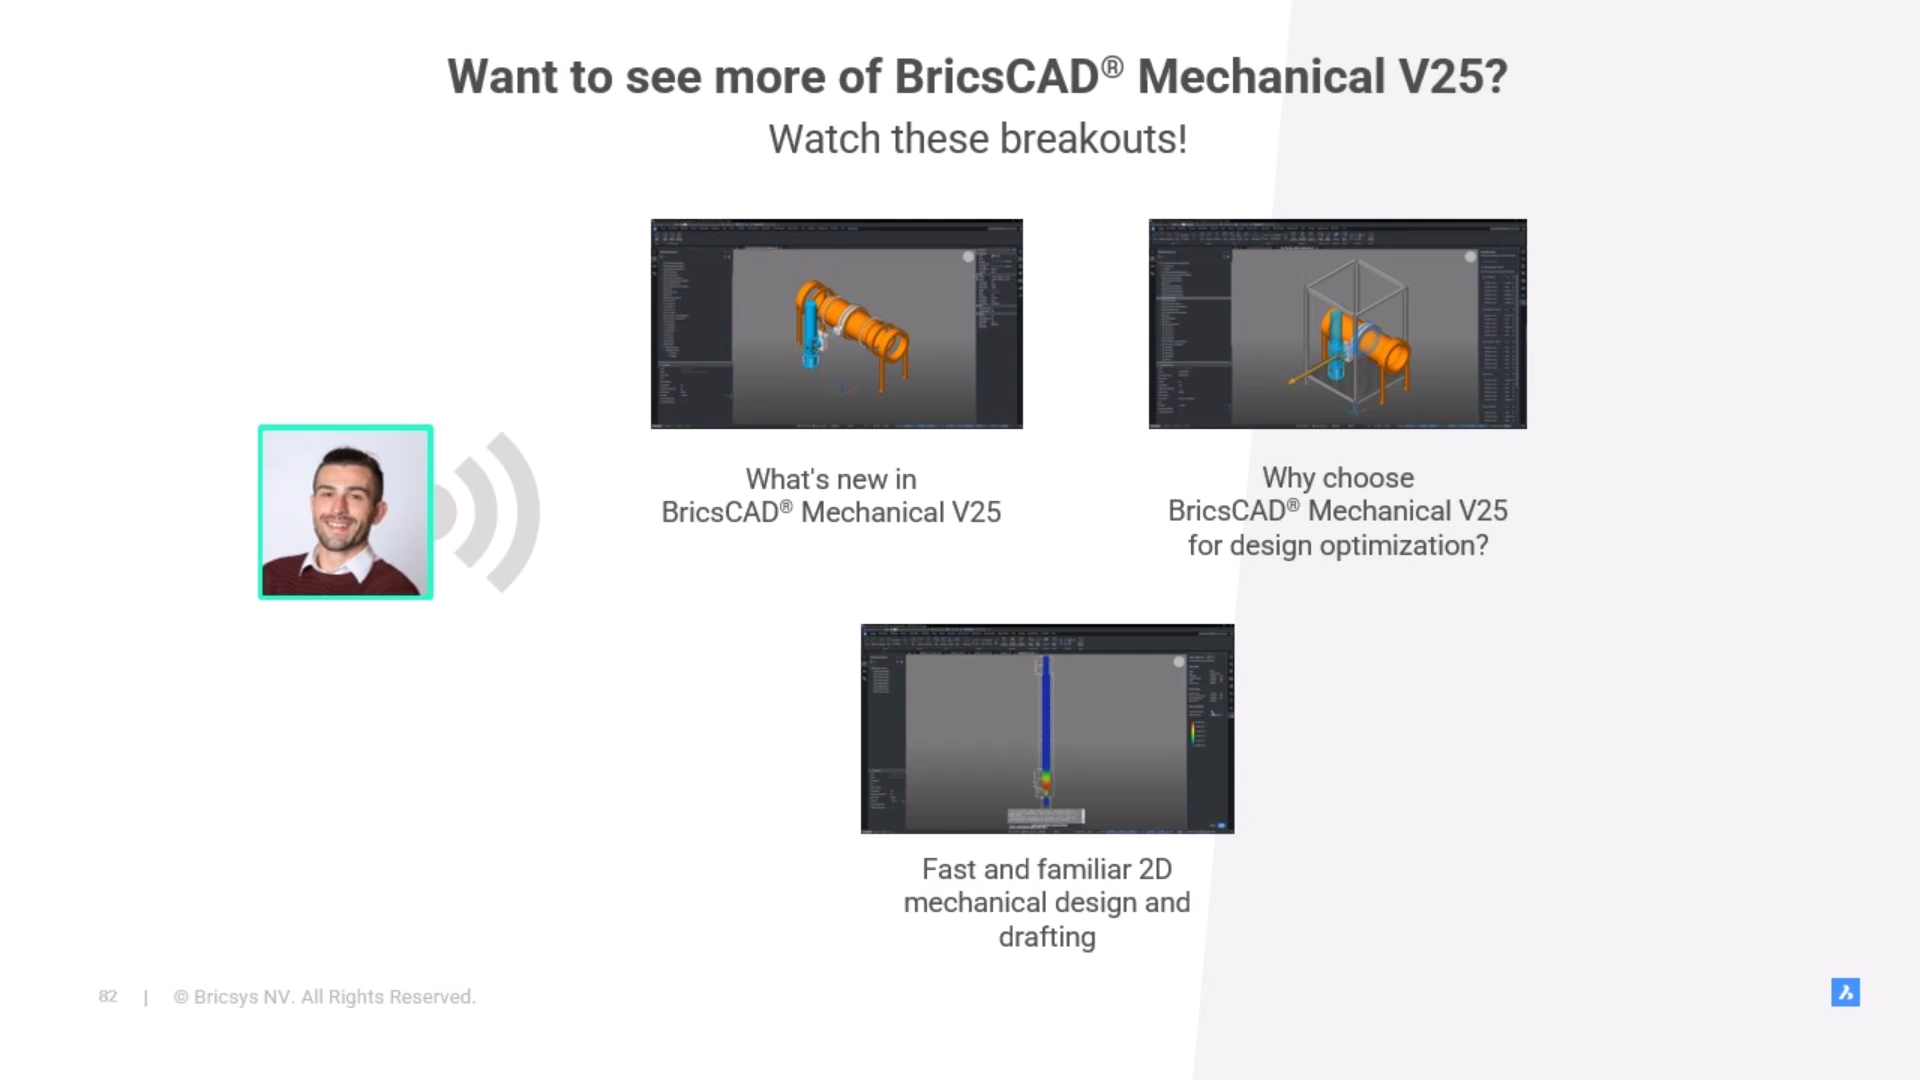 Want to see more of BricsCAD® Mechanical V25?
Watch these breakouts!
What's new in
BricsCAD® Mechanical V25
Why choose
BricsCAD® Mechanical V25
for design optimization?
Fast and familiar 2D
mechanical design and
drafting
82 | © Bricsys NV. All Rights Reserved.